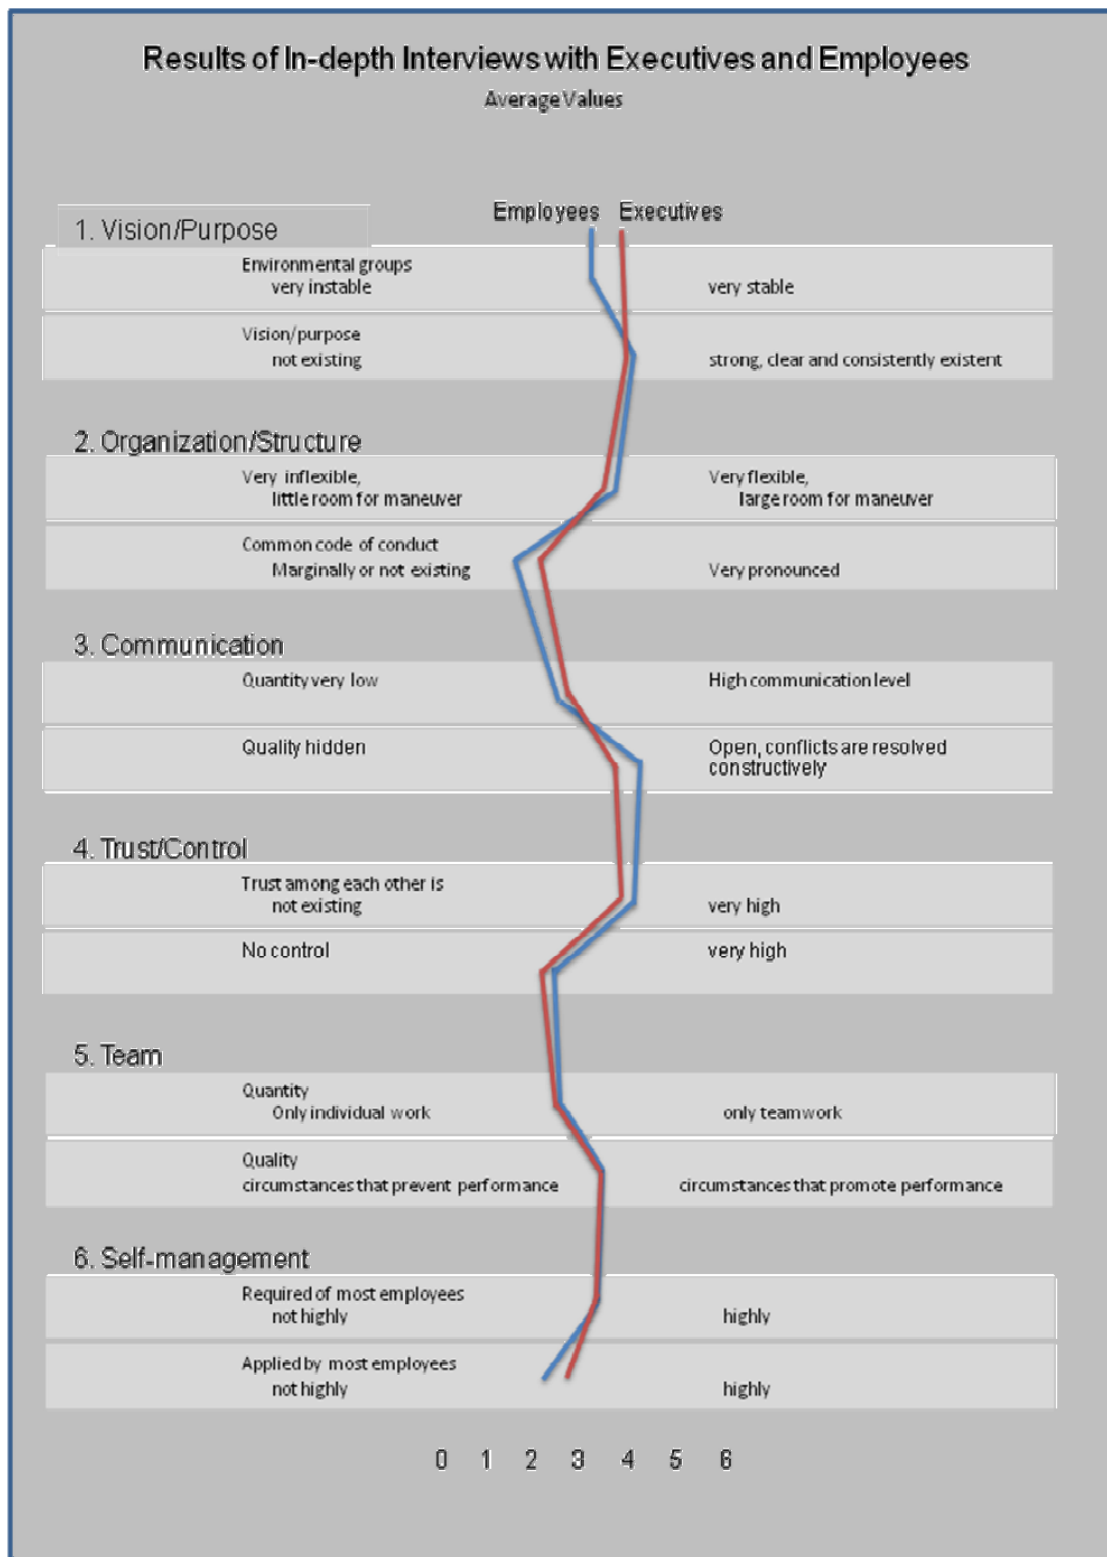 Results of In-depth Interviews with Executives and Employees
Average Values
Employees Executives
1. Vision/Purpose
Environmental groups
very instable very stable
Vision/purpose
not existing strong, clear and consistently existent
2. Organization/Structure
Very inflexible, Very flexible,
little room for maneuver large room for maneuver
Common code of conduct
Marginally or not existing Very pronounced
3. Communication
Quantity very low High communication level
Quality hidden Open, conflicts are resolved
constructively
4. Trust/Control
Trust among each other is
not existing very high
No control very high
5. Team
Quantity
Only individual work only teamwork
Quality
circumstances that prevent performance circumstances that promote performance
6. Self-management
Required of most employees
not highly highly
Applied by most employees
not highly highly
0 1 2 3 4 5 6